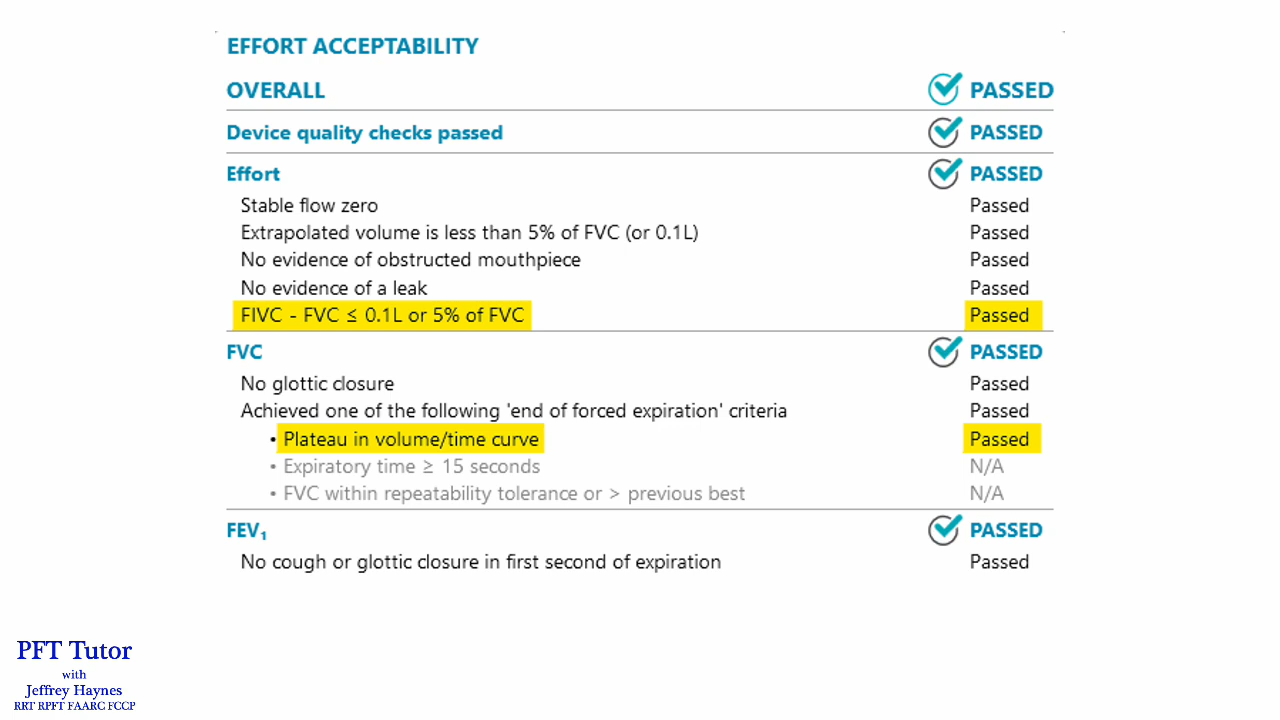 EFFORT ACCEPTABILITY
OVERALL PASSED
Device quality checks passed PASSED
Effort PASSED
Stable flow zero Passed
Extrapolated volume is less than 5% of FVC (or 0.1L) Passed
No evidence of obstructed mouthpiece Passed
No evidence of a leak Passed
FIVC - FVC ≤ 0.1L or 5% of FVC Passed
FVC PASSED
No glottic closure Passed
Achieved one of the following 'end of forced expiration' criteria Passed
• Plateau in volume/time curve Passed
• Expiratory time ≥ 15 seconds N/A
• FVC within repeatability tolerance or > previous best N/A
FEV₁ PASSED
No cough or glottic closure in first second of expiration Passed
PFT Tutor
with
Jeffrey Haynes
RRT RPFT FAARC FCCP